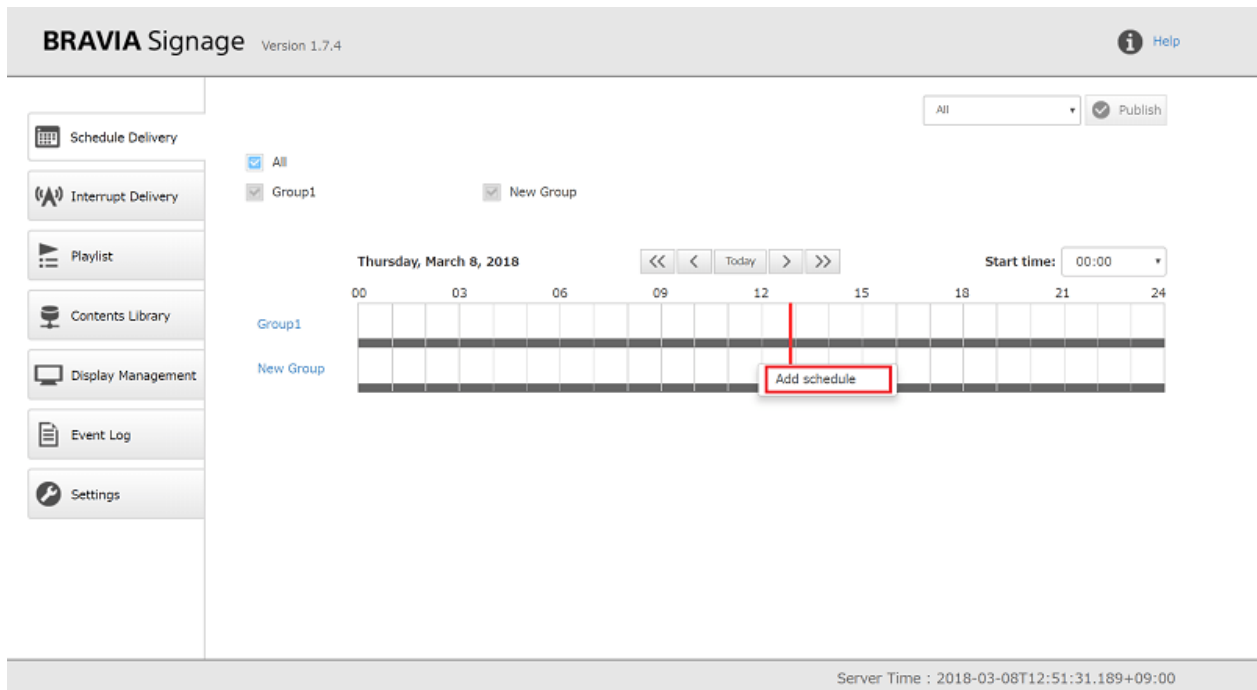 BRAVIA Signage Version 1.7.4
Help
All Publish
Schedule Delivery
All
Interrupt Delivery
Group1 New Group
Playlist
Thursday, March 8, 2018 << < Today > >> Start time: 00:00
00 03 06 09 12 15 18 21 24
Contents Library
Group1
New Group
Display Management
Add schedule
Event Log
Settings
Server Time : 2018-03-08T12:51:31.189+09:00